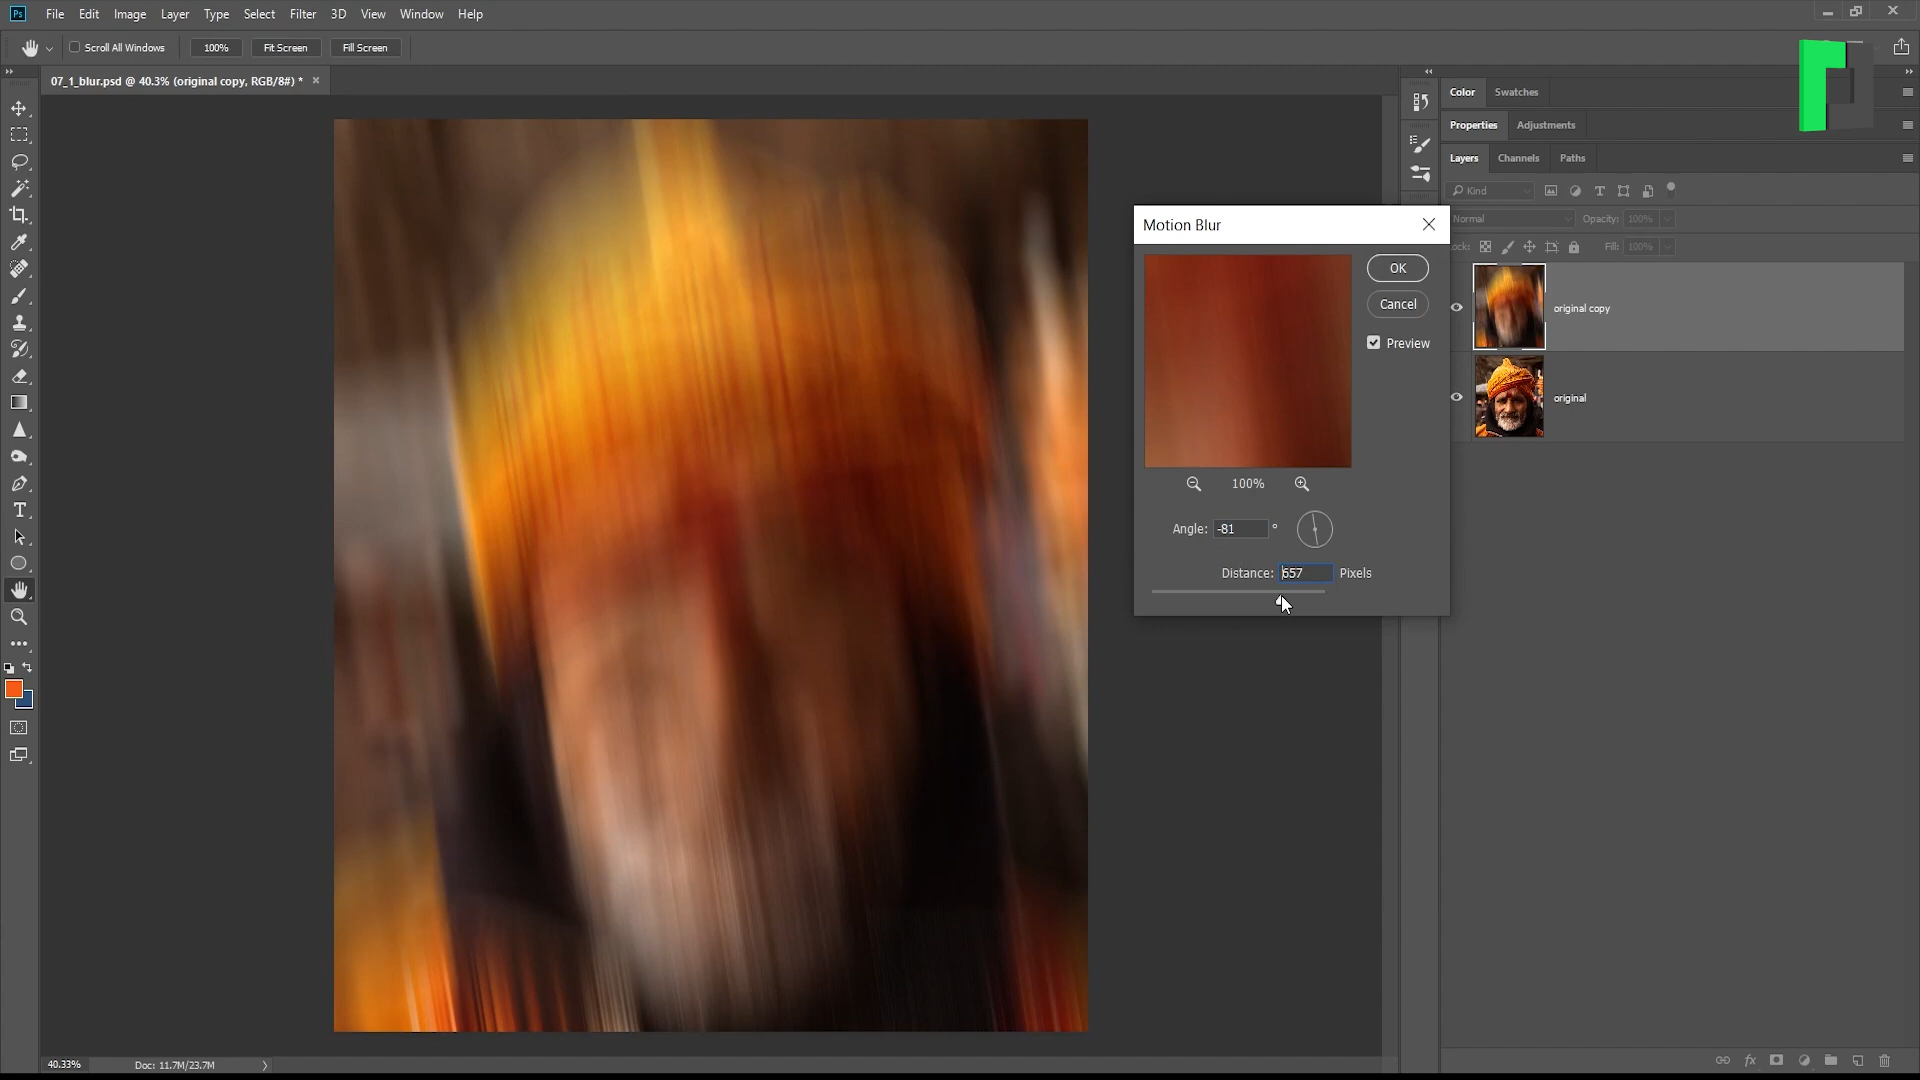 Ps File Edit Image Layer Type Select Filter 3D View Window Help
Scroll All Windows 100% Fit Screen Fill Screen
07_1_blur.psd @ 40.3% (original copy, RGB/8#) *
Color Swatches
Properties Adjustments
Layers Channels Paths
Kind
Normal Opacity: 100%
ock: Fill: 100%
original copy
original
Motion Blur
OK
Cancel
Preview
100%
Angle: -81 °
Distance: 657 Pixels
T
fx
40.33% Doc: 11.7M/23.7M